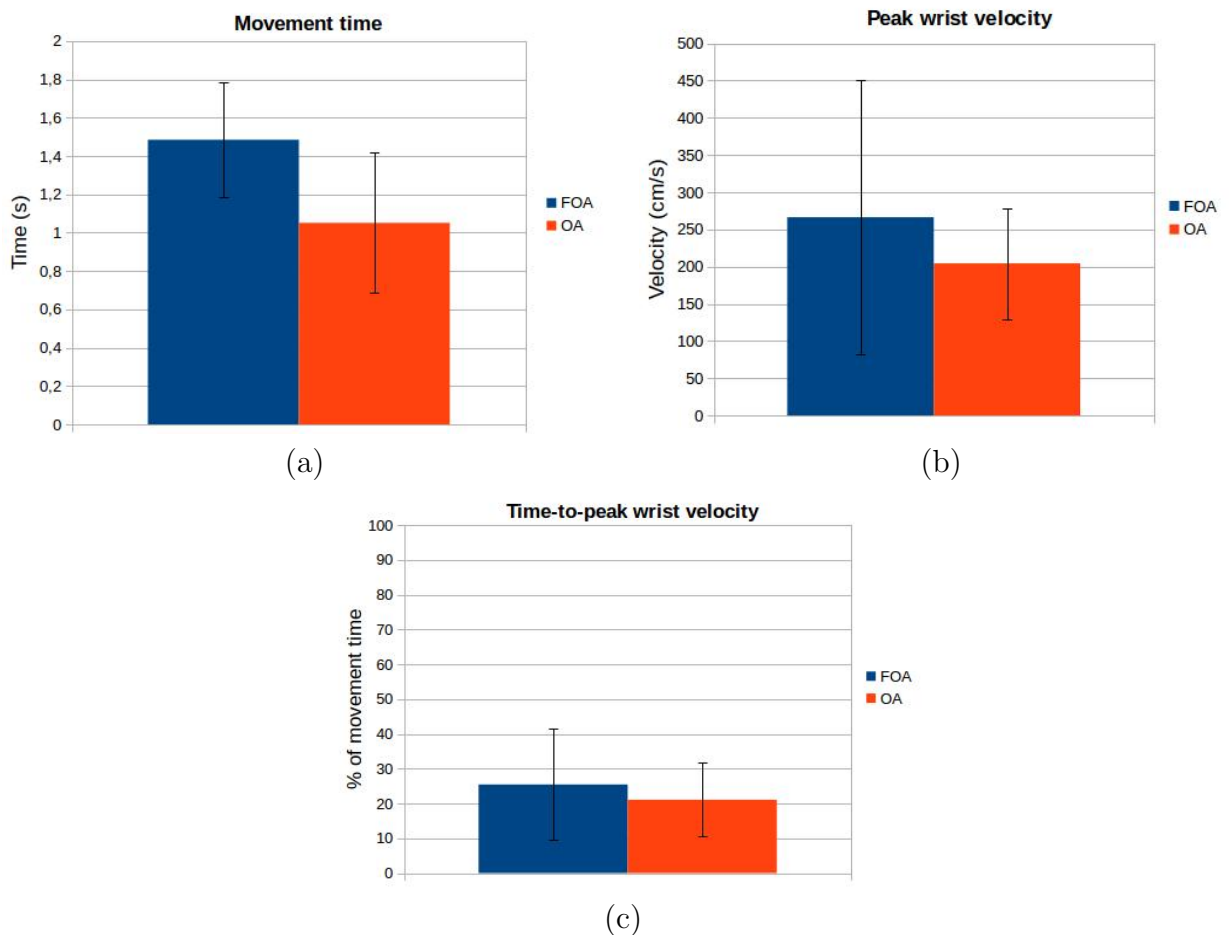 Movement time
2
1,8
1,6
1,4
1,2
1
0,8
0,6
0,4
0,2
0
Time (s)
FOA
OA
(a)
Peak wrist velocity
500
450
400
350
300
250
200
150
100
50
0
Velocity (cm/s)
FOA
OA
(b)
Time-to-peak wrist velocity
100
90
80
70
60
50
40
30
20
10
0
% of movement time
FOA
OA
(c)